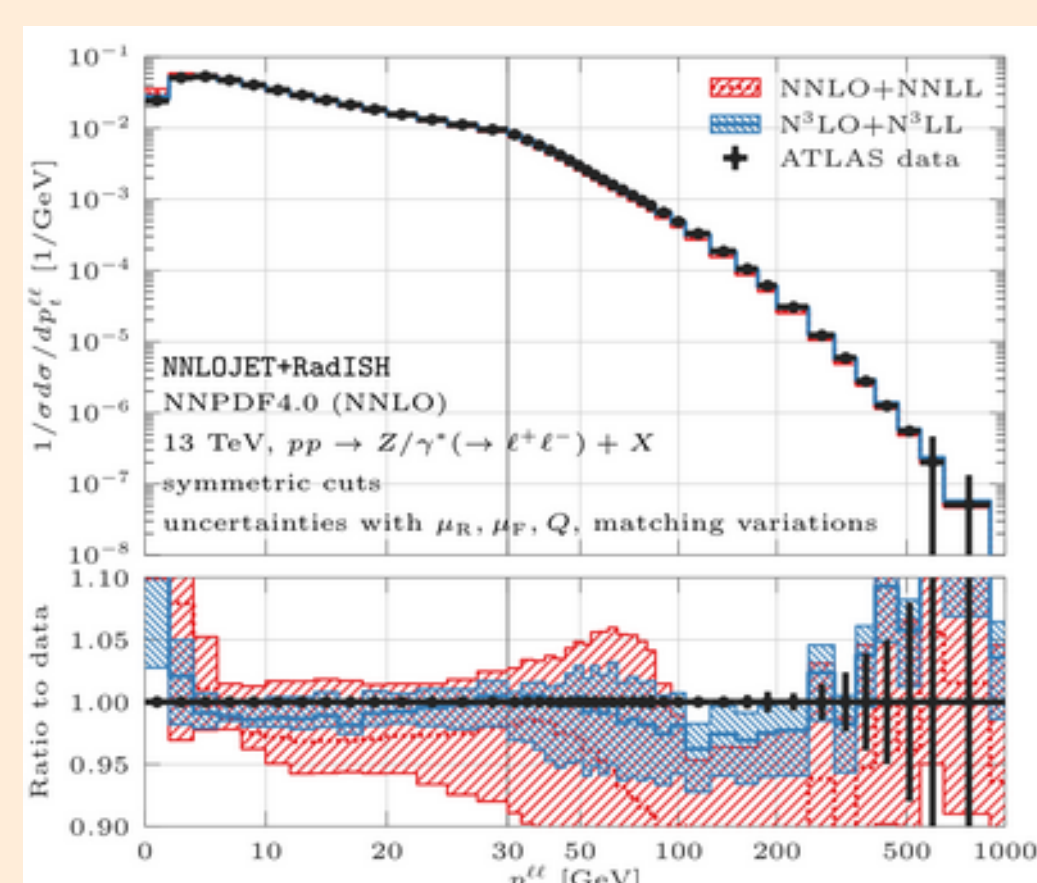 10⁻¹
10⁻²
10⁻³
10⁻⁴
10⁻⁵
10⁻⁶
10⁻⁷
10⁻⁸
1/σdσ/dp_t^ℓℓ [1/GeV]
NNLO+NNLL
N³LO+N³LL
ATLAS data
NNLOJET+RadISH
NNPDF4.0 (NNLO)
13 TeV, pp → Z/γ*(→ ℓ⁺ℓ⁻) + X
symmetric cuts
uncertainties with μ_R, μ_F, Q, matching variations
1.10
1.05
1.00
0.95
0.90
Ratio to data
0 10 20 30 50 100 200 500 1000
p^ℓℓ [GeV]